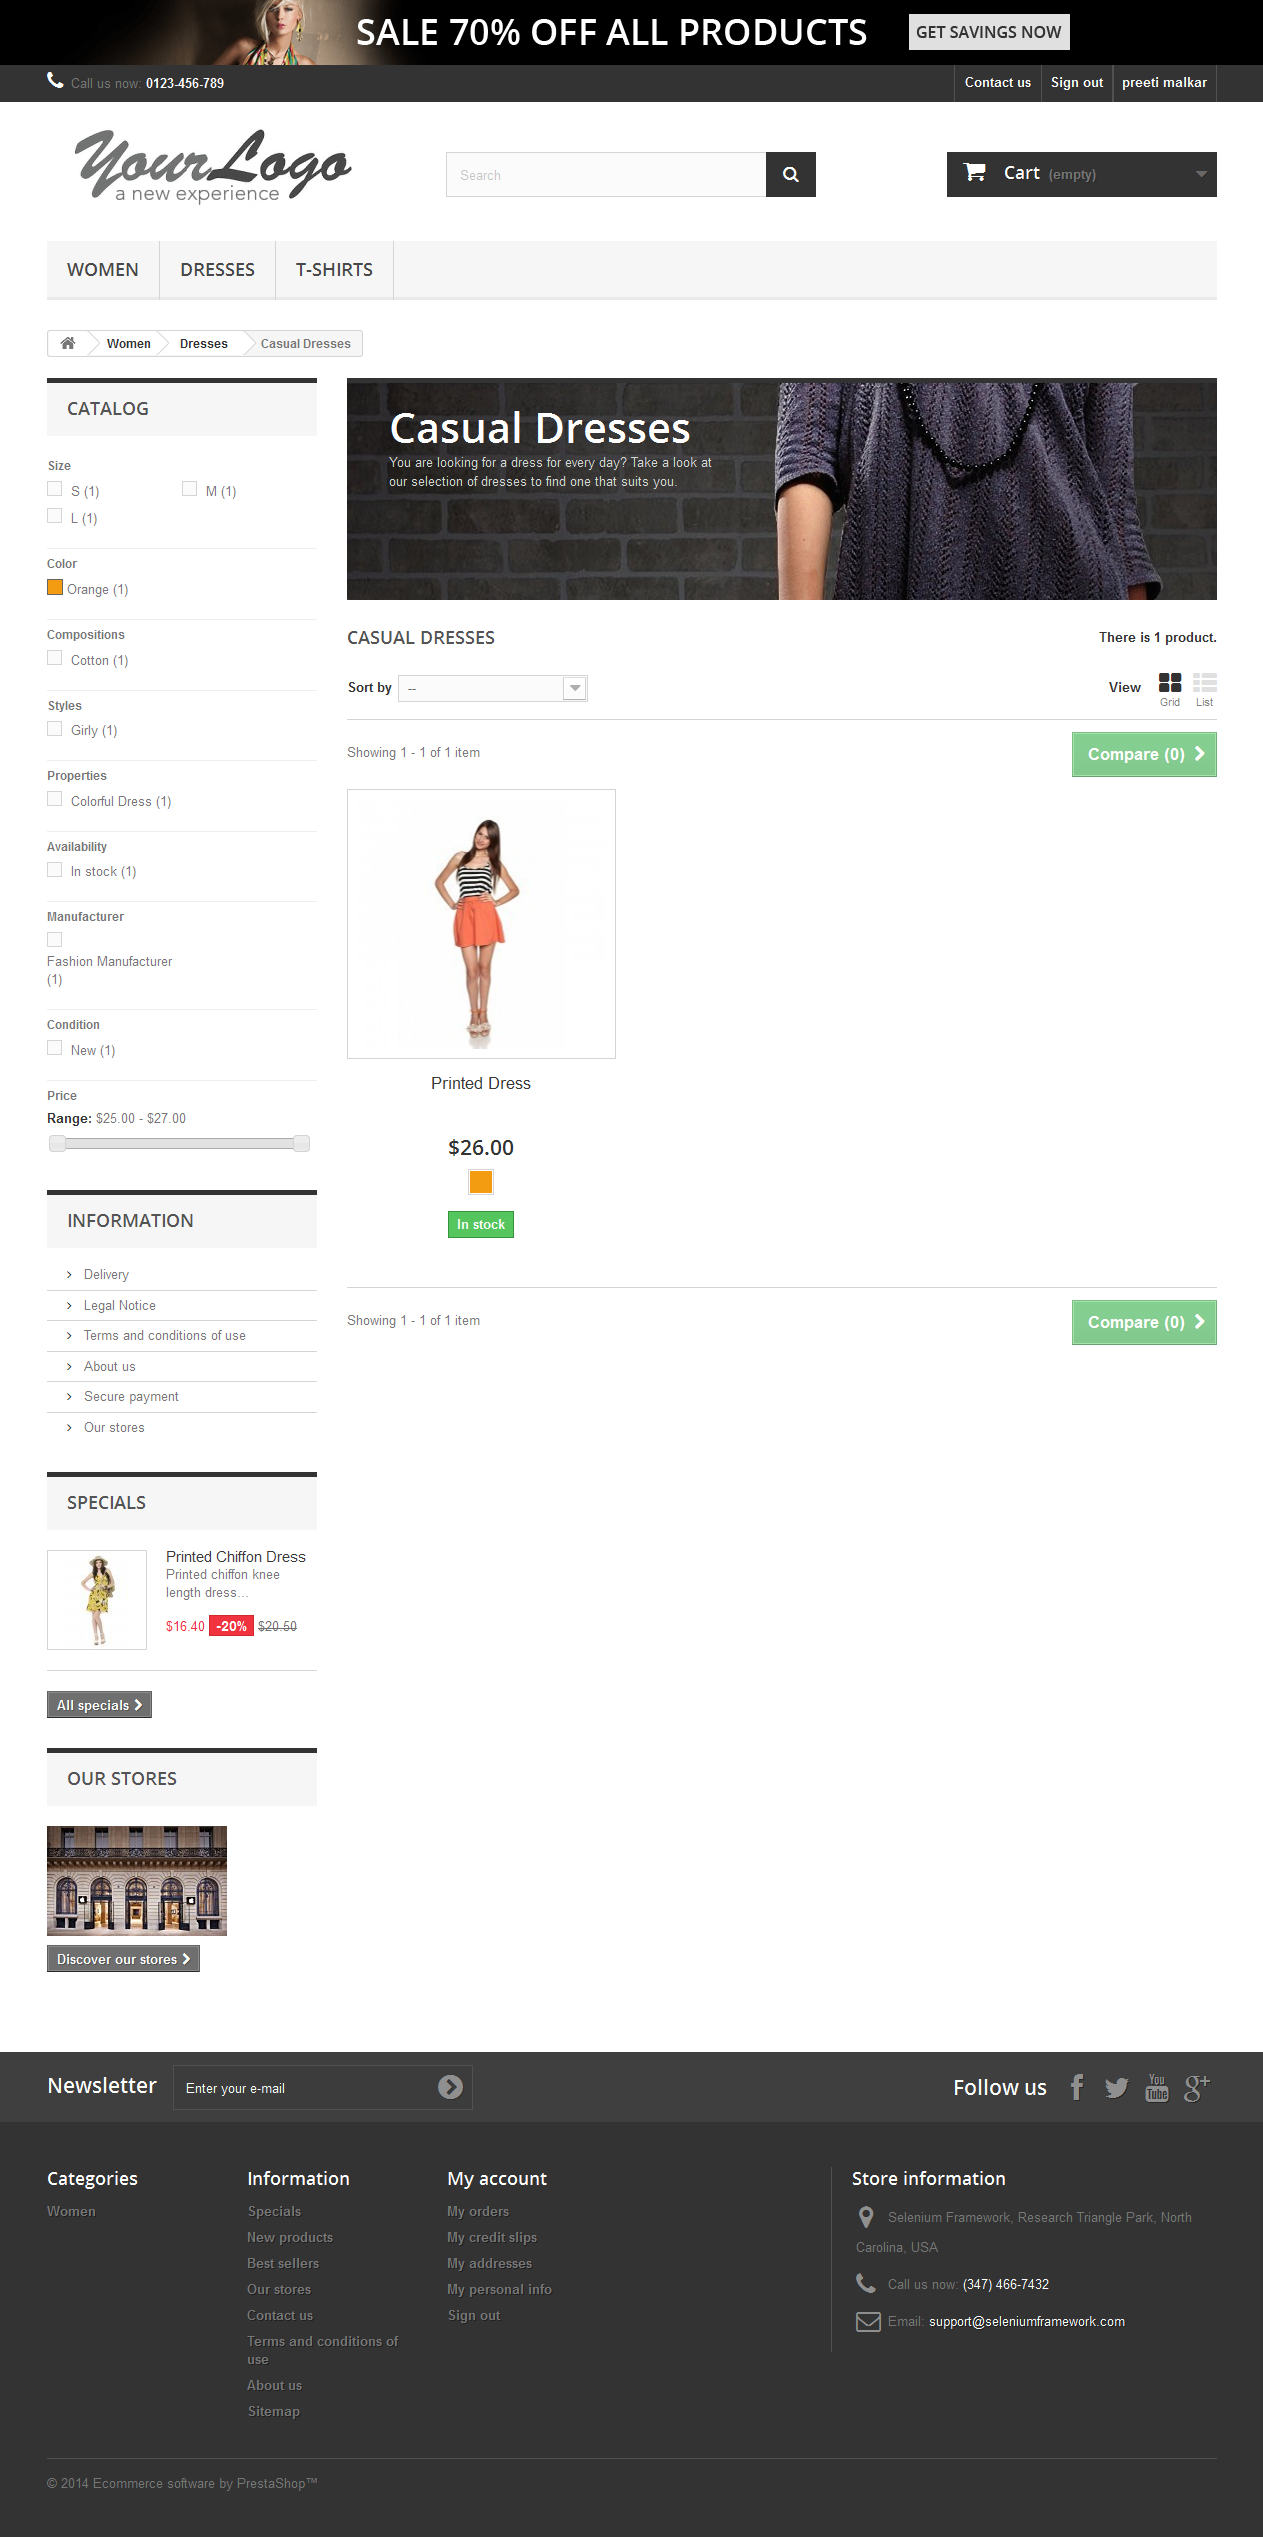 SALE 70% OFF ALL PRODUCTS
GET SAVINGS NOW
Call us now: 0123-456-789
Contact us
Sign out
preeti malkar
YourLogo
a new experience
Search
Cart (empty)
WOMEN
DRESSES
T-SHIRTS
Women
Dresses
Casual Dresses
CATALOG
Size
S (1)
M (1)
L (1)
Color
Orange (1)
Compositions
Cotton (1)
Styles
Girly (1)
Properties
Colorful Dress (1)
Availability
In stock (1)
Manufacturer
Fashion Manufacturer
(1)
Condition
New (1)
Price
Range: $25.00 - $27.00
INFORMATION
Delivery
Legal Notice
Terms and conditions of use
About us
Secure payment
Our stores
SPECIALS
Printed Chiffon Dress
Printed chiffon knee
length dress...
$16.40 -20% $20.50
All specials
OUR STORES
Discover our stores
Casual Dresses
You are looking for a dress for every day? Take a look at
our selection of dresses to find one that suits you.
CASUAL DRESSES
There is 1 product.
Sort by
--
View
Grid
List
Showing 1 - 1 of 1 item
Compare (0)
Printed Dress
$26.00
In stock
Showing 1 - 1 of 1 item
Compare (0)
Newsletter
Enter your e-mail
Follow us
You
Tube
g+
Categories
Women
Information
Specials
New products
Best sellers
Our stores
Contact us
Terms and conditions of
use
About us
Sitemap
My account
My orders
My credit slips
My addresses
My personal info
Sign out
Store information
Selenium Framework, Research Triangle Park, North
Carolina, USA
Call us now: (347) 466-7432
Email: support@seleniumframework.com
© 2014 Ecommerce software by PrestaShop™